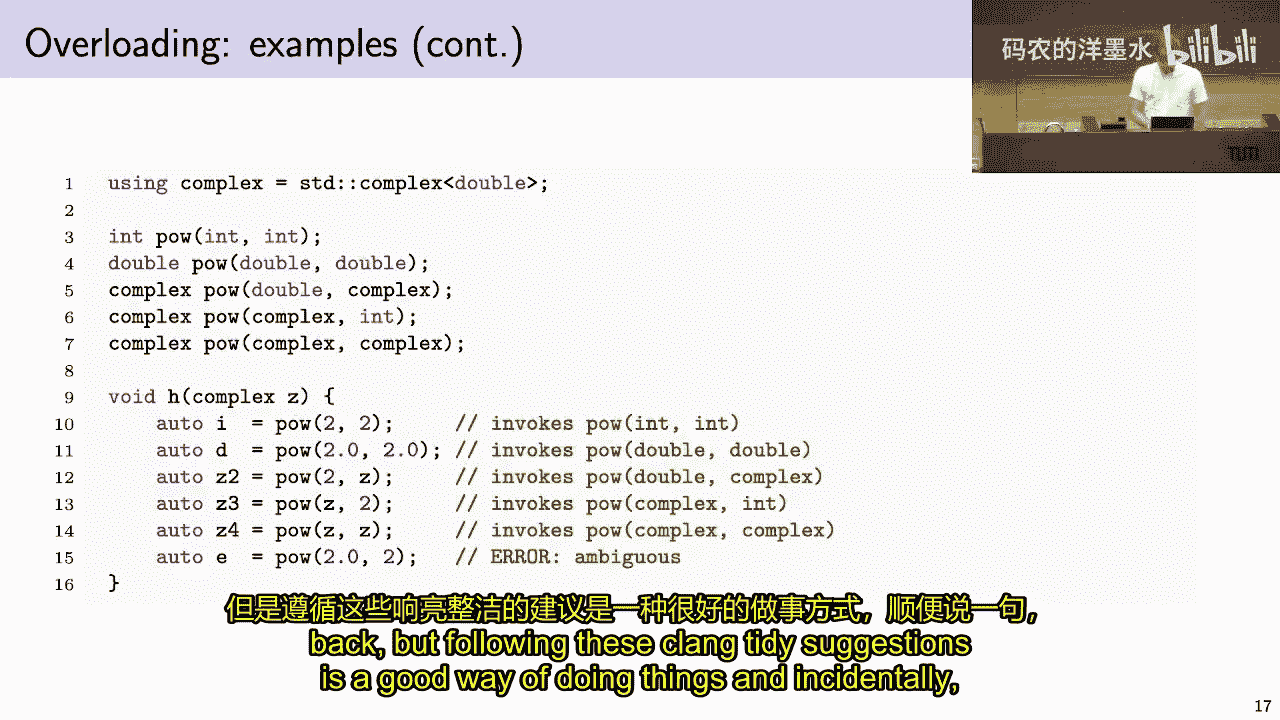 Overloading: examples (cont.)
码农的洋墨水 bilibili
TUTI
1 using complex = std::complex<double>;
2
3 int pow(int, int);
4 double pow(double, double);
5 complex pow(double, complex);
6 complex pow(complex, int);
7 complex pow(complex, complex);
8
9 void h(complex z) {
10 auto i = pow(2, 2); // invokes pow(int, int)
11 auto d = pow(2.0, 2.0); // invokes pow(double, double)
12 auto z2 = pow(2, z); // invokes pow(double, complex)
13 auto z3 = pow(z, 2); // invokes pow(complex, int)
14 auto z4 = pow(z, z); // invokes pow(complex, complex)
15 auto e = pow(2.0, 2); // ERROR: ambiguous
16 }
但是遵循这些响亮整洁的建议是一种很好的做事方式，顺便说一句，
back, but following these clang tidy suggestions
is a good way of doing things and incidentally,
17